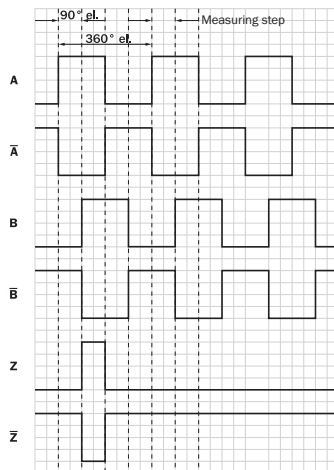 90° el.
Measuring step
360° el.
A
A̅
B
B̅
Z
Z̅